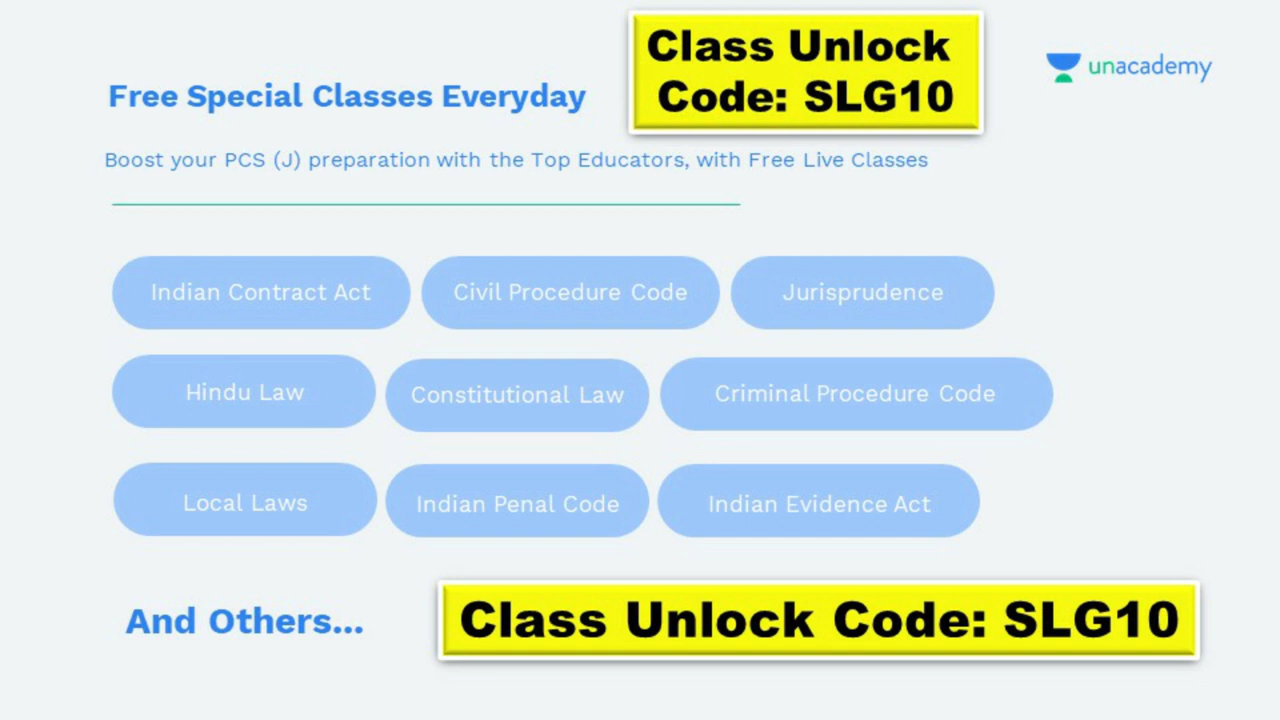 Class Unlock
Code: SLG10
unacademy
Free Special Classes Everyday
Boost your PCS (J) preparation with the Top Educators, with Free Live Classes
Indian Contract Act
Civil Procedure Code
Jurisprudence
Hindu Law
Constitutional Law
Criminal Procedure Code
Local Laws
Indian Penal Code
Indian Evidence Act
And Others...
Class Unlock Code: SLG10